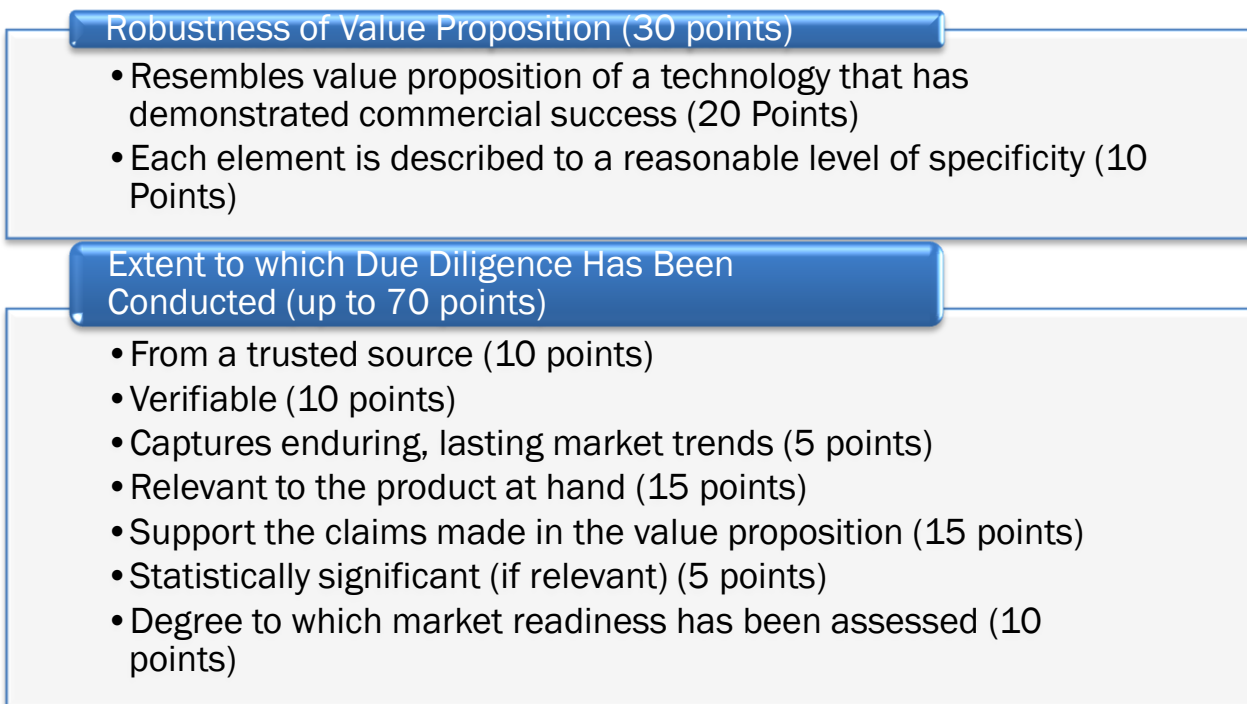 Robustness of Value Proposition (30 points)
•Resembles value proposition of a technology that has
demonstrated commercial success (20 Points)
•Each element is described to a reasonable level of specificity (10
Points)
Extent to which Due Diligence Has Been
Conducted (up to 70 points)
•From a trusted source (10 points)
•Verifiable (10 points)
•Captures enduring, lasting market trends (5 points)
•Relevant to the product at hand (15 points)
•Support the claims made in the value proposition (15 points)
•Statistically significant (if relevant) (5 points)
•Degree to which market readiness has been assessed (10
points)